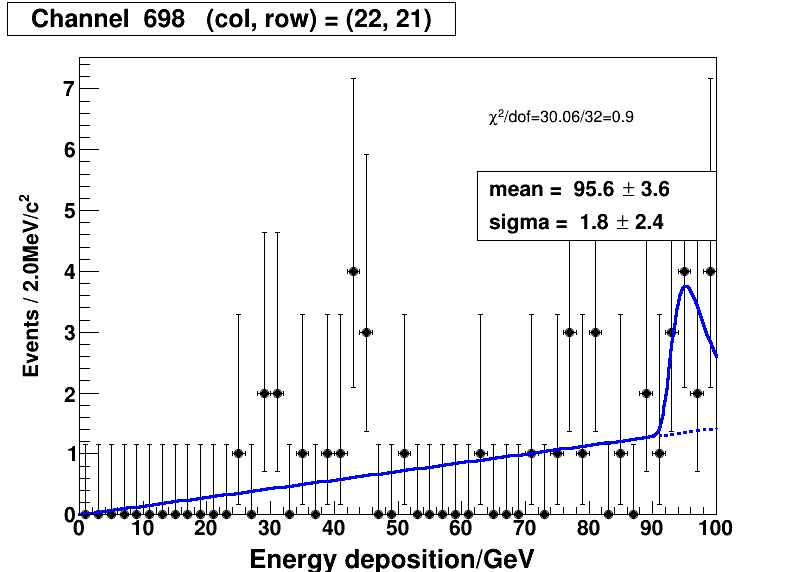 Channel 698 (col, row) = (22, 21)
χ²/dof=30.06/32=0.9
mean = 95.6 ± 3.6
sigma = 1.8 ± 2.4
Events / 2.0MeV/c²
7
6
5
4
3
2
1
0
0 10 20 30 40 50 60 70 80 90 100
Energy deposition/GeV